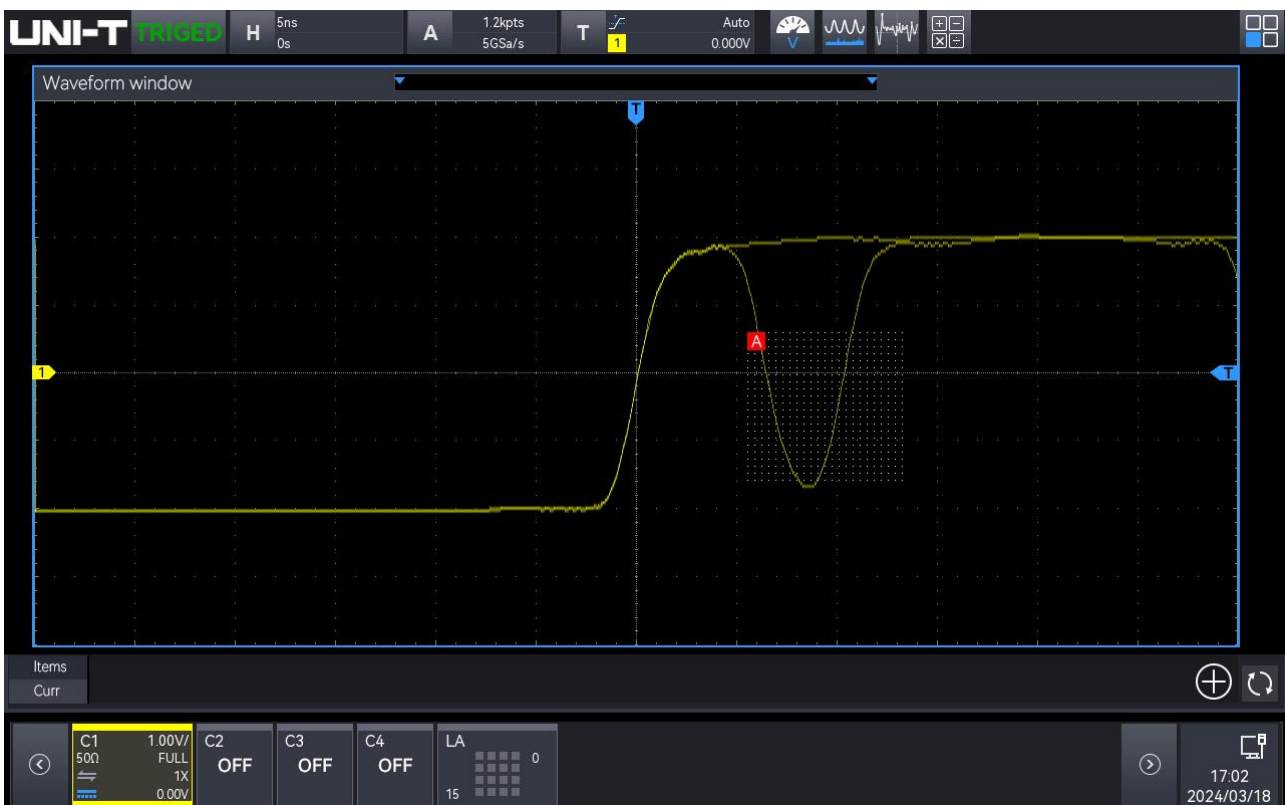 UNI-T TRIGED H 5ns A 1.2kpts T Auto
0s 5GSa/s 1 0.000V V
Waveform window
T
A
1 T
Items
Curr
C1 1.00V/ C2 C3 C4 LA
50Ω FULL OFF OFF OFF 0
1X 17:02
0.00V 15 2024/03/18